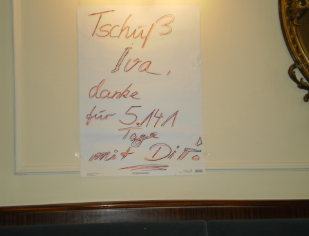 Tschüß
Iva,
danke
für 5.141
Tage
mit Dir!